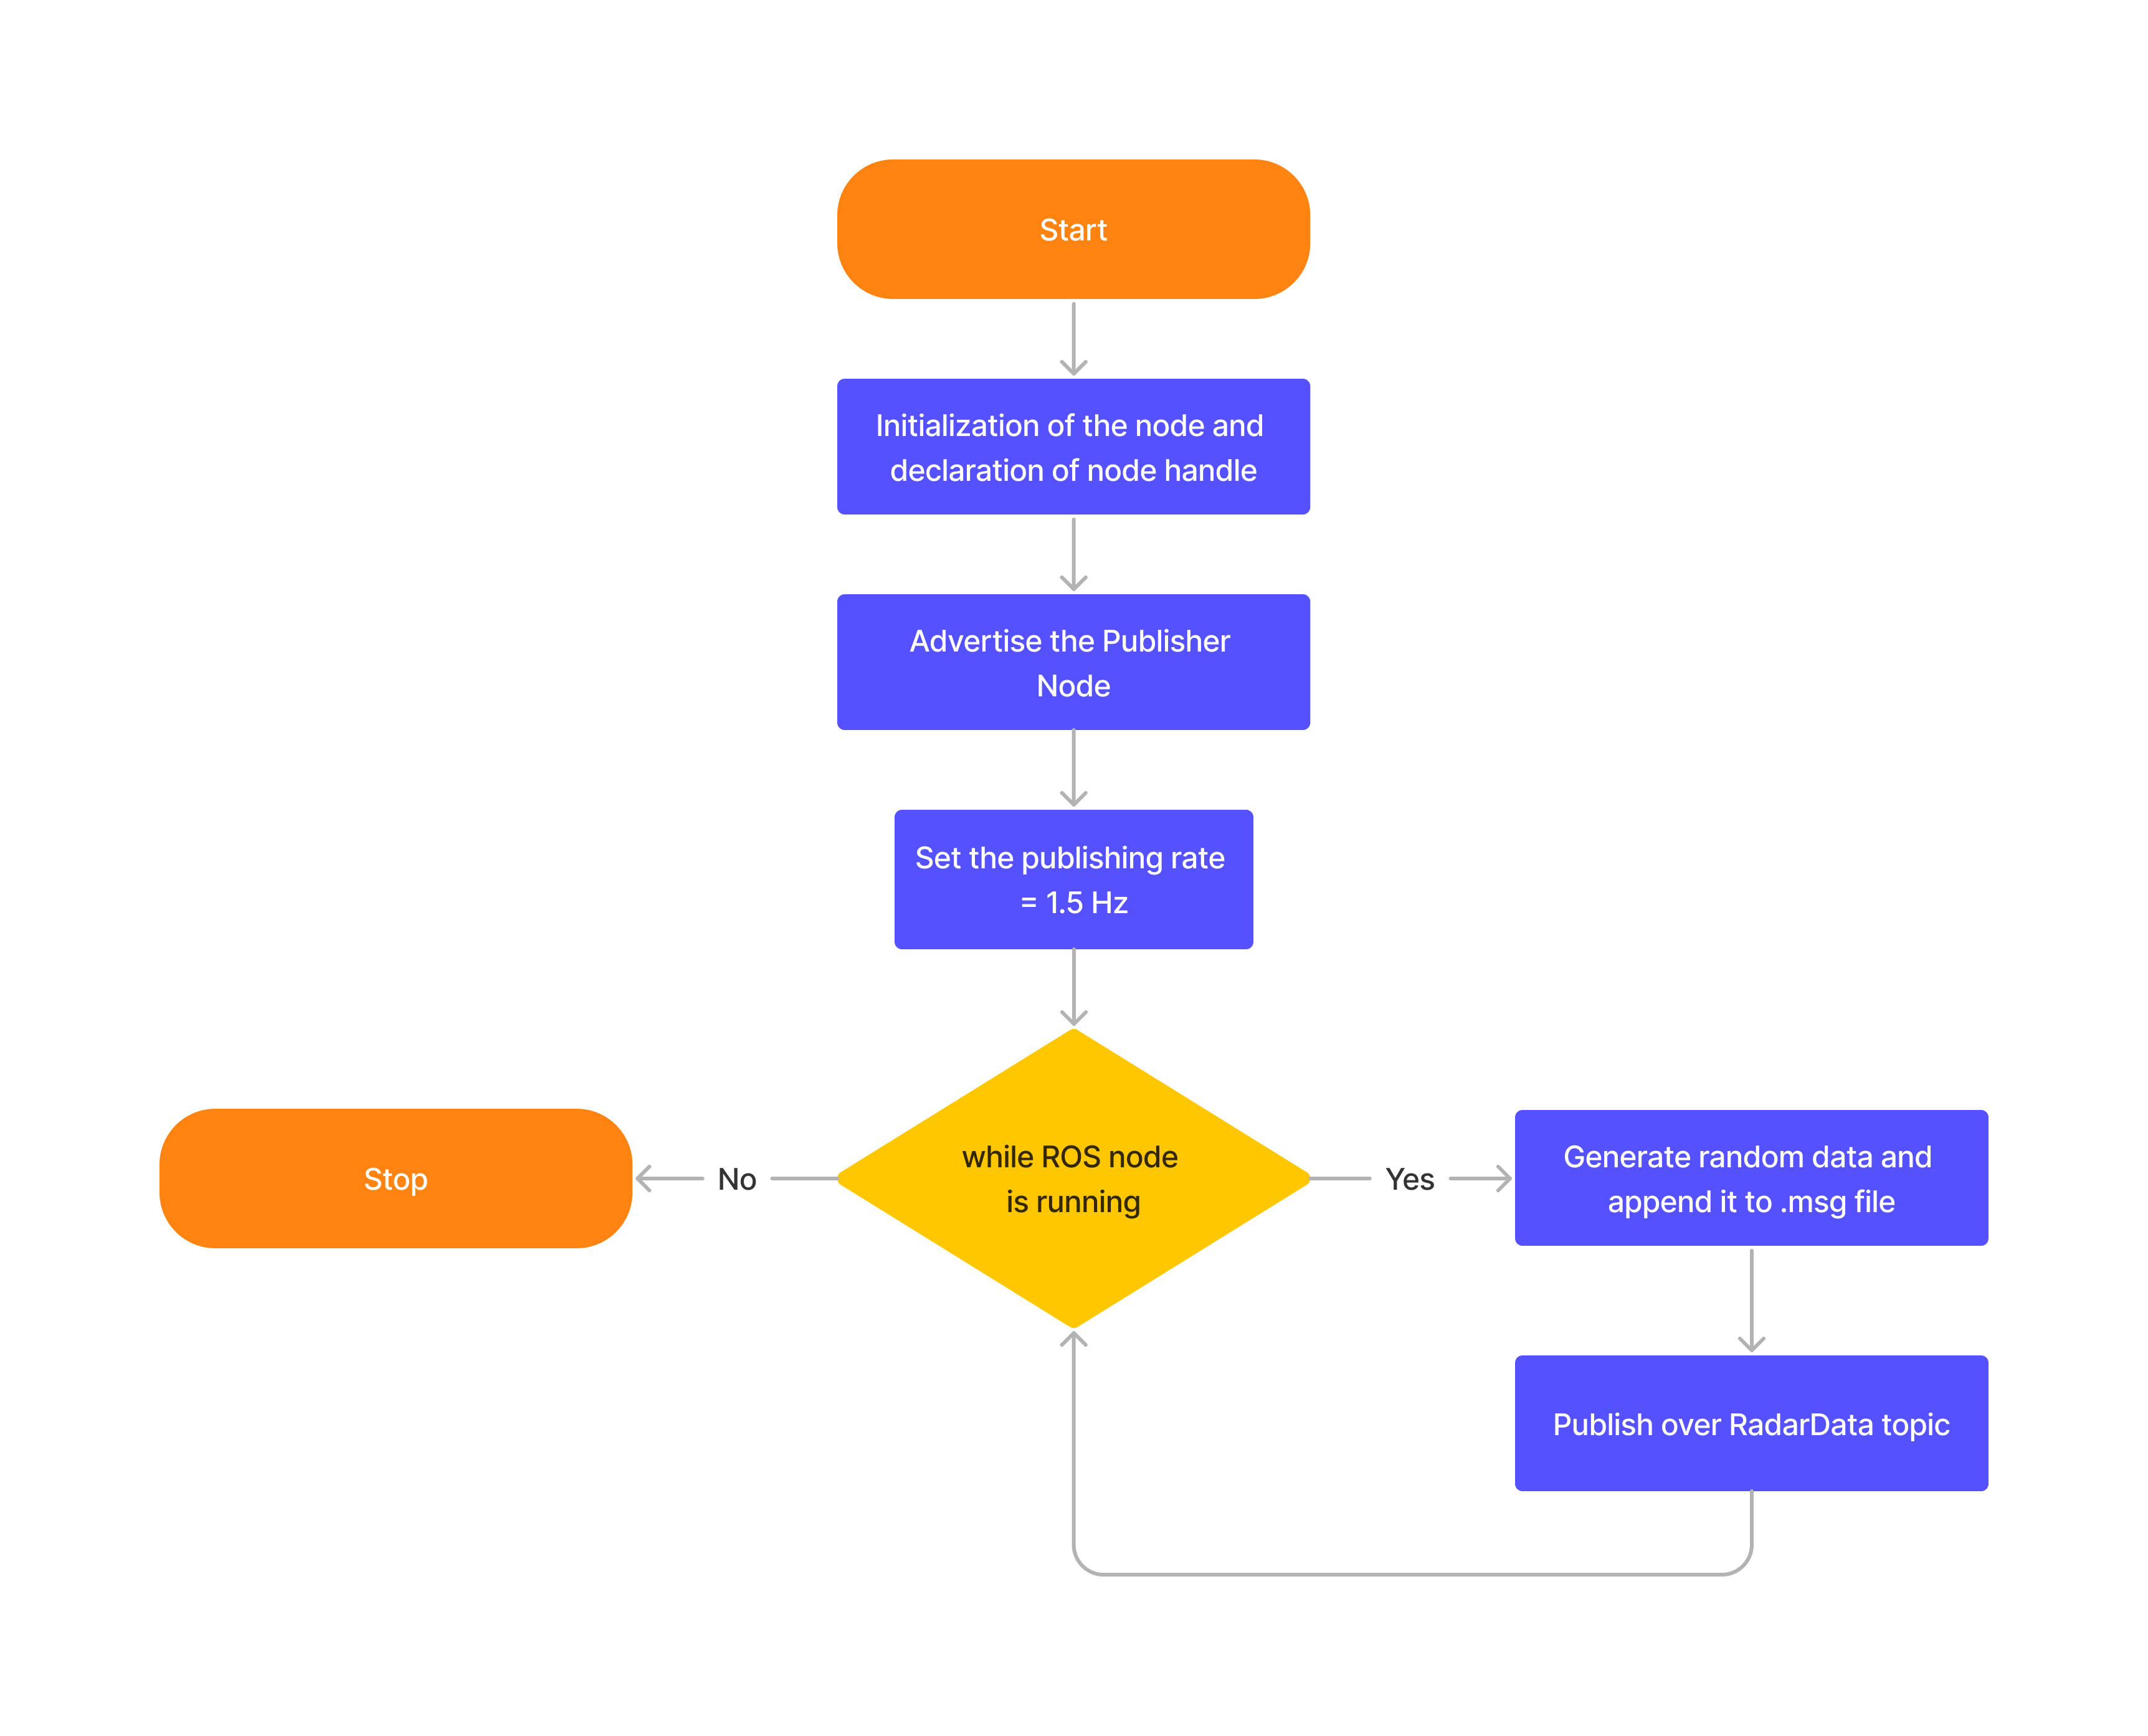 Start
Initialization of the node and
declaration of node handle
Advertise the Publisher
Node
Set the publishing rate
= 1.5 Hz
while ROS node
is running
No
Stop
Yes
Generate random data and
append it to .msg file
Publish over RadarData topic